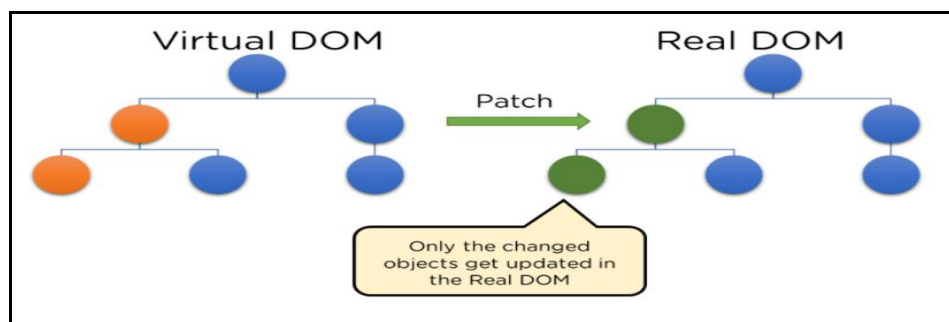 Virtual DOM
Real DOM
Patch
Only the changed
objects get updated in
the Real DOM